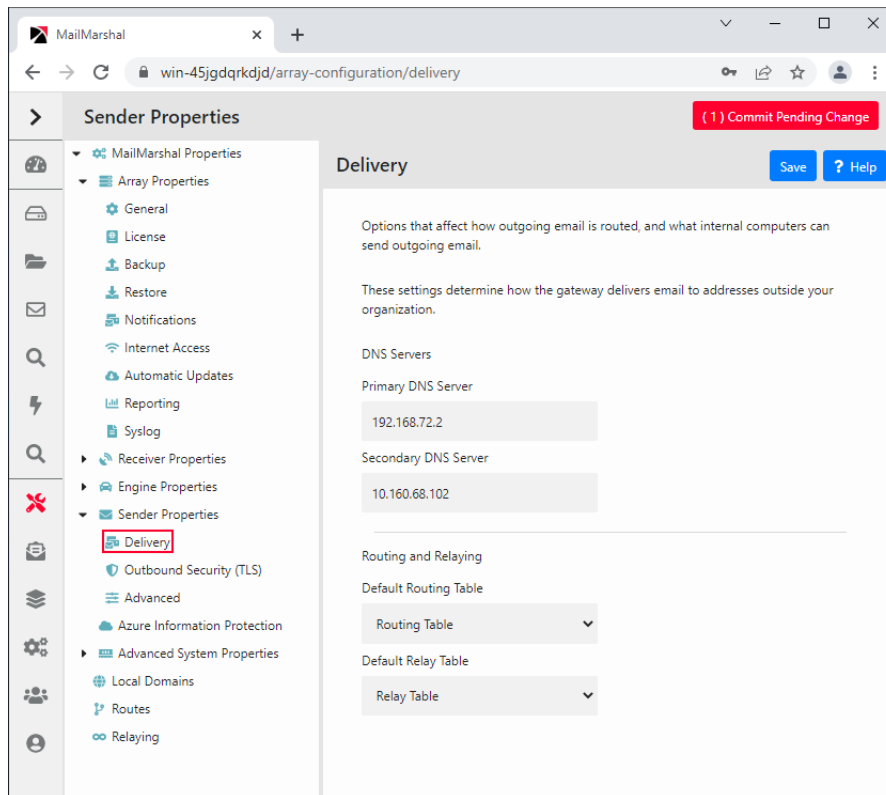 MailMarshal
win-45jgdqrkdjd/array-configuration/delivery
Sender Properties
( 1 ) Commit Pending Change
MailMarshal Properties
Array Properties
General
License
Backup
Restore
Notifications
Internet Access
Automatic Updates
Reporting
Syslog
Receiver Properties
Engine Properties
Sender Properties
Delivery
Outbound Security (TLS)
Advanced
Azure Information Protection
Advanced System Properties
Local Domains
Routes
Relaying
Delivery
Save
? Help
Options that affect how outgoing email is routed, and what internal computers can
send outgoing email.
These settings determine how the gateway delivers email to addresses outside your
organization.
DNS Servers
Primary DNS Server
192.168.72.2
Secondary DNS Server
10.160.68.102
Routing and Relaying
Default Routing Table
Routing Table
Default Relay Table
Relay Table